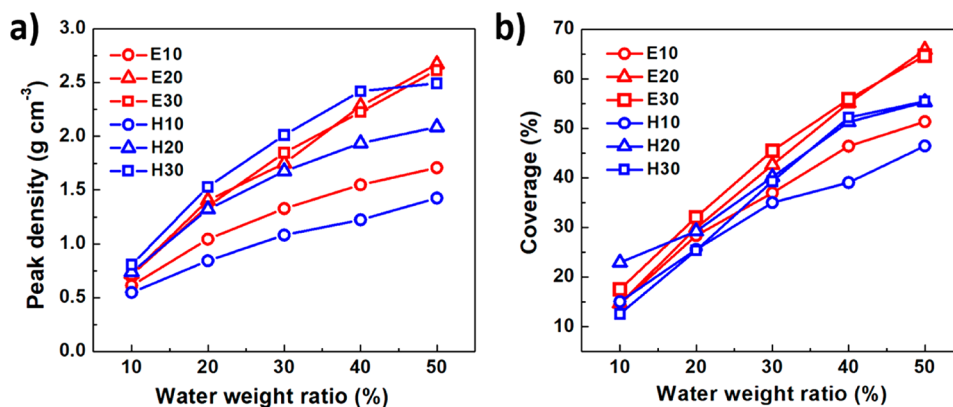 a)
Peak density (g cm⁻³)
3.0
2.5
2.0
1.5
1.0
0.5
0.0
E10
E20
E30
H10
H20
H30
10 20 30 40 50
Water weight ratio (%)
b)
Coverage (%)
70
60
50
40
30
20
10
E10
E20
E30
H10
H20
H30
10 20 30 40 50
Water weight ratio (%)